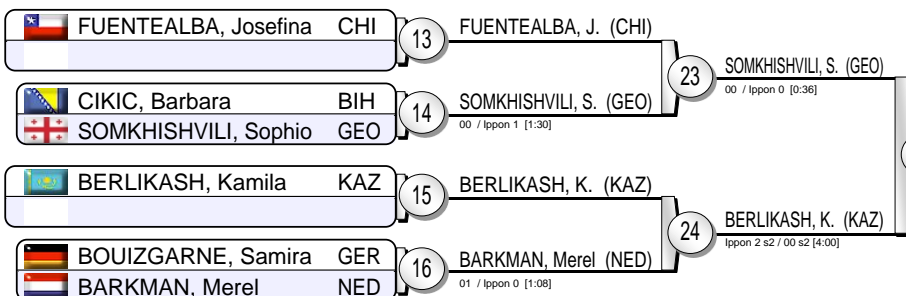 FUENTEALBA, Josefina CHI
13
FUENTEALBA, J. (CHI)
23
SOMKHISHVILI, S. (GEO)
00 / Ippon 0 [0:36]
CIKIC, Barbara BIH
SOMKHISHVILI, Sophio GEO
14
SOMKHISHVILI, S. (GEO)
00 / Ippon 1 [1:30]
BERLIKASH, Kamila KAZ
15
BERLIKASH, K. (KAZ)
24
BERLIKASH, K. (KAZ)
Ippon 2 s2 / 00 s2 [4:00]
BOUIZGARNE, Samira GER
BARKMAN, Merel NED
16
BARKMAN, Merel (NED)
01 / Ippon 0 [1:08]